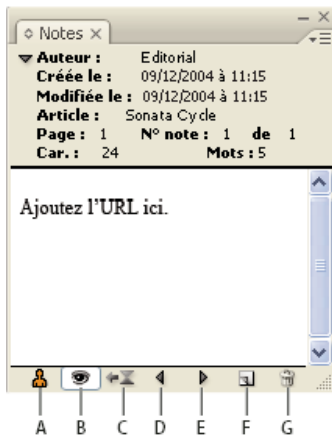 Notes
Auteur : Editorial
Créée le : 09/12/2004 à 11:15
Modifiée le : 09/12/2004 à 11:15
Article : Sonata Cycle
Page : 1 N° note : 1 de 1
Car. : 24 Mots : 5
Ajoutez l'URL ici.
A B C D E F G